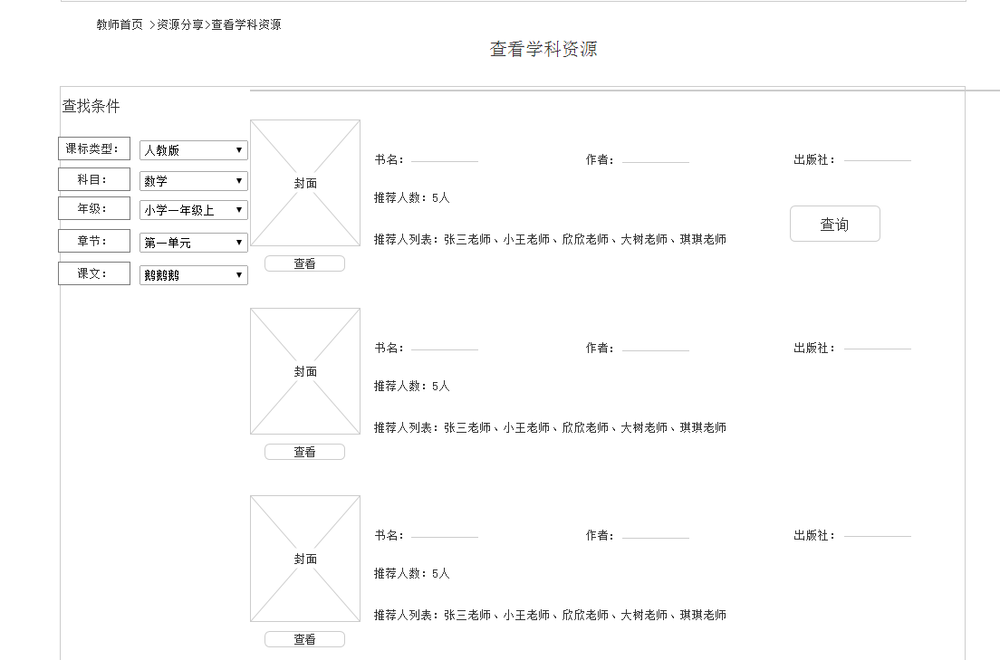 教师首页 >资源分享>查看学科资源
查看学科资源
查找条件
课标类型： 人教版
科目： 数学
年级： 小学一年级上
章节： 第一单元
课文： 鹅鹅鹅
封面
查看
书名： 作者： 出版社：
推荐人数：5人
查询
推荐人列表：张三老师、小王老师、欣欣老师、大树老师、琪琪老师
封面
查看
书名： 作者： 出版社：
推荐人数：5人
推荐人列表：张三老师、小王老师、欣欣老师、大树老师、琪琪老师
封面
查看
书名： 作者： 出版社：
推荐人数：5人
推荐人列表：张三老师、小王老师、欣欣老师、大树老师、琪琪老师